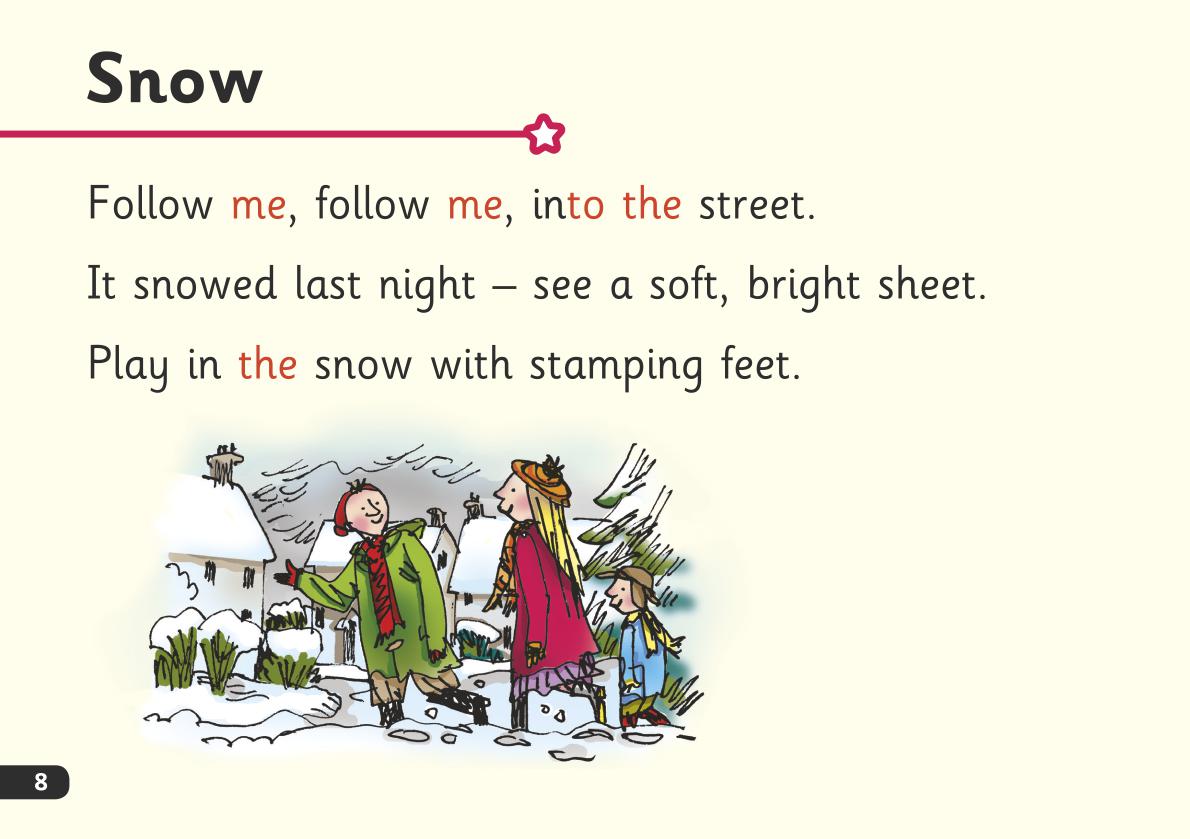 Snow
Follow me, follow me, into the street.
It snowed last night – see a soft, bright sheet.
Play in the snow with stamping feet.
8